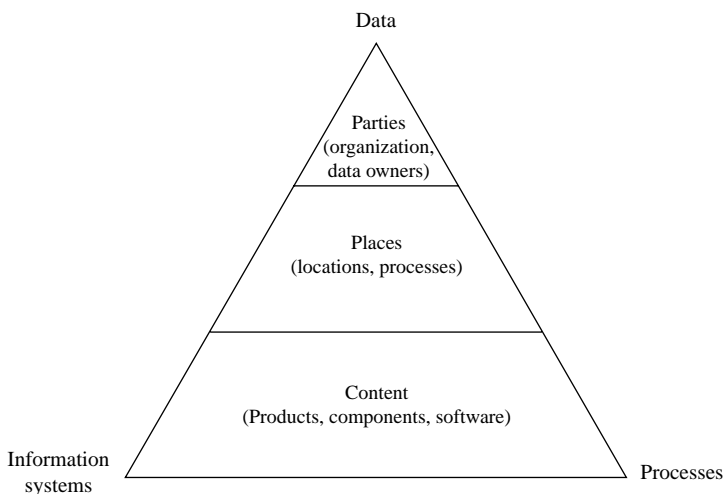 Data
Parties
(organization,
data owners)
Places
(locations, processes)
Content
(Products, components, software)
Information
systems
Processes